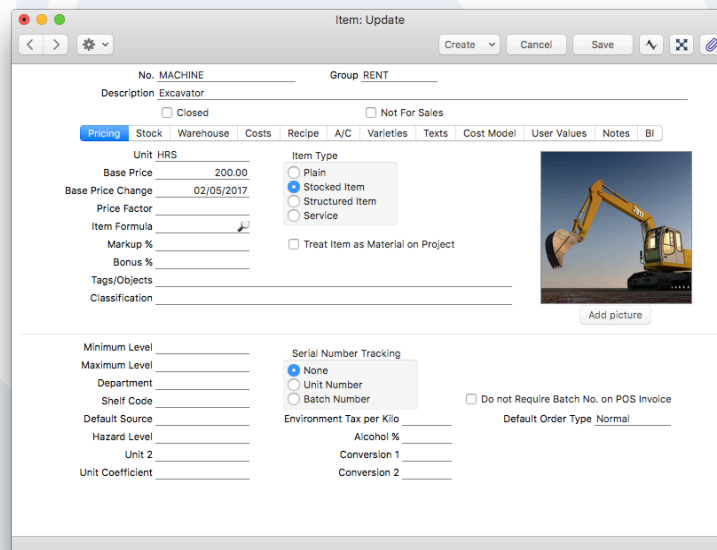 Item: Update
Create Cancel Save
No. MACHINE Group RENT
Description Excavator
Closed Not For Sales
Pricing Stock Warehouse Costs Recipe A/C Varieties Texts Cost Model User Values Notes BI
Unit HRS Item Type
Base Price 200.00 Plain
Base Price Change 02/05/2017 Stocked Item
Price Factor Structured Item
Item Formula Service
Markup % Treat Item as Material on Project
Bonus %
Tags/Objects
Classification
Add picture
Minimum Level Serial Number Tracking
Maximum Level None
Department Unit Number
Shelf Code Batch Number Do not Require Batch No. on POS Invoice
Default Source Environment Tax per Kilo Default Order Type Normal
Hazard Level Alcohol %
Unit 2 Conversion 1
Unit Coefficient Conversion 2